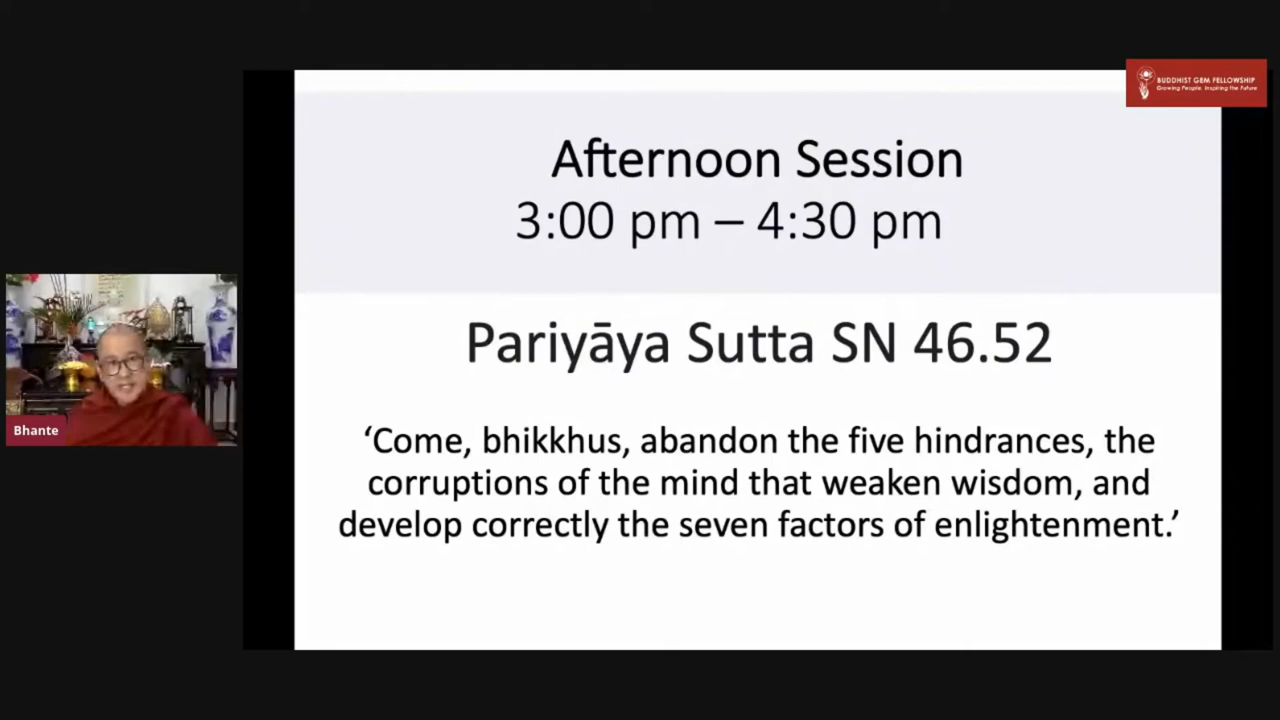 BUDDHIST GEM FELLOWSHIP
Growing People. Inspiring the Future
Afternoon Session
3:00 pm – 4:30 pm
Pariyāya Sutta SN 46.52
‘Come, bhikkhus, abandon the five hindrances, the
corruptions of the mind that weaken wisdom, and
develop correctly the seven factors of enlightenment.’
Bhante